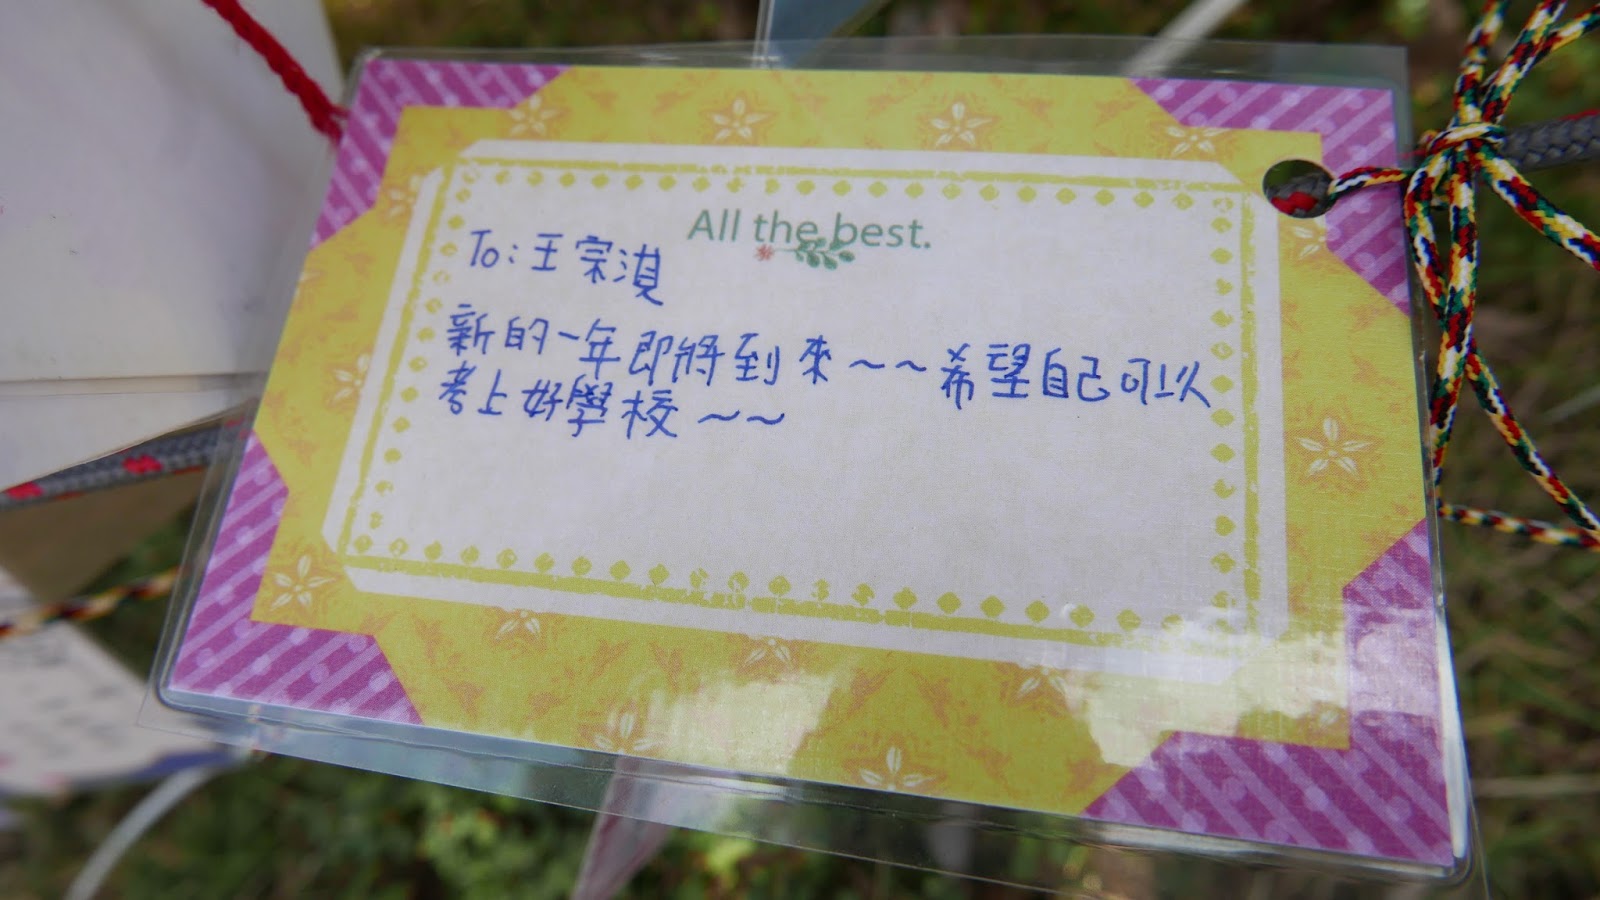 All the best.
To:王宗淏
新的一年即將到來~~希望自己可以
考上好學校~~